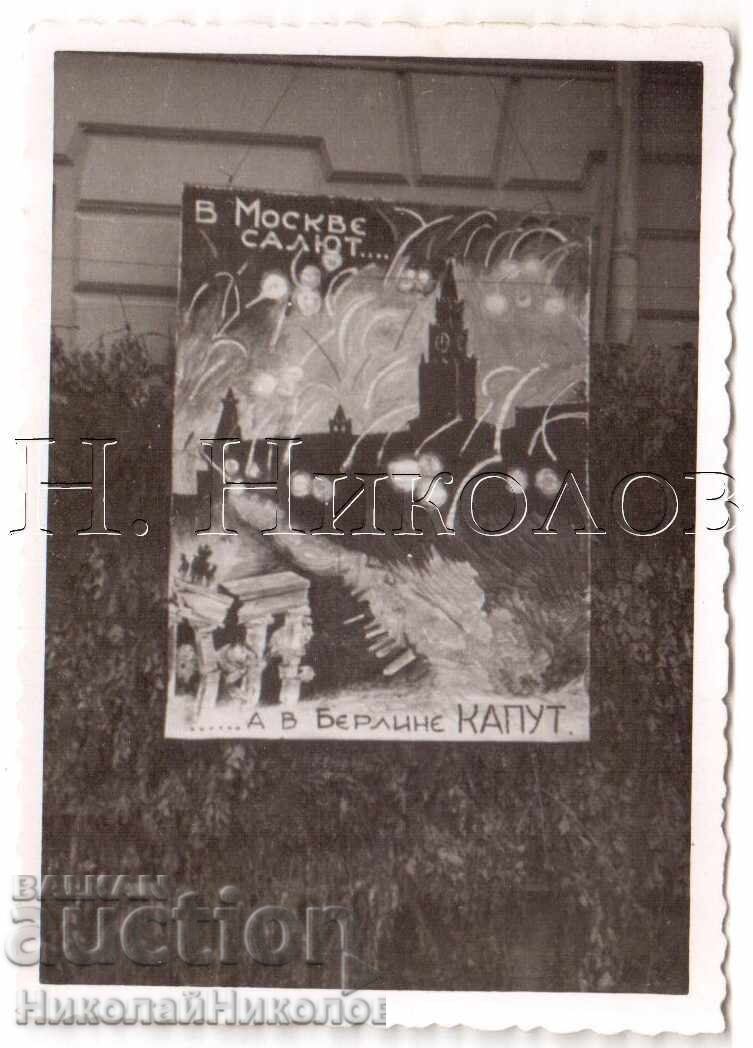 В МОСКВЕ
САЛЮТ....
Н. Николов
......А В БЕРЛИНЕ КАПУТ.
BALKAN
auction
НиколайНиколов